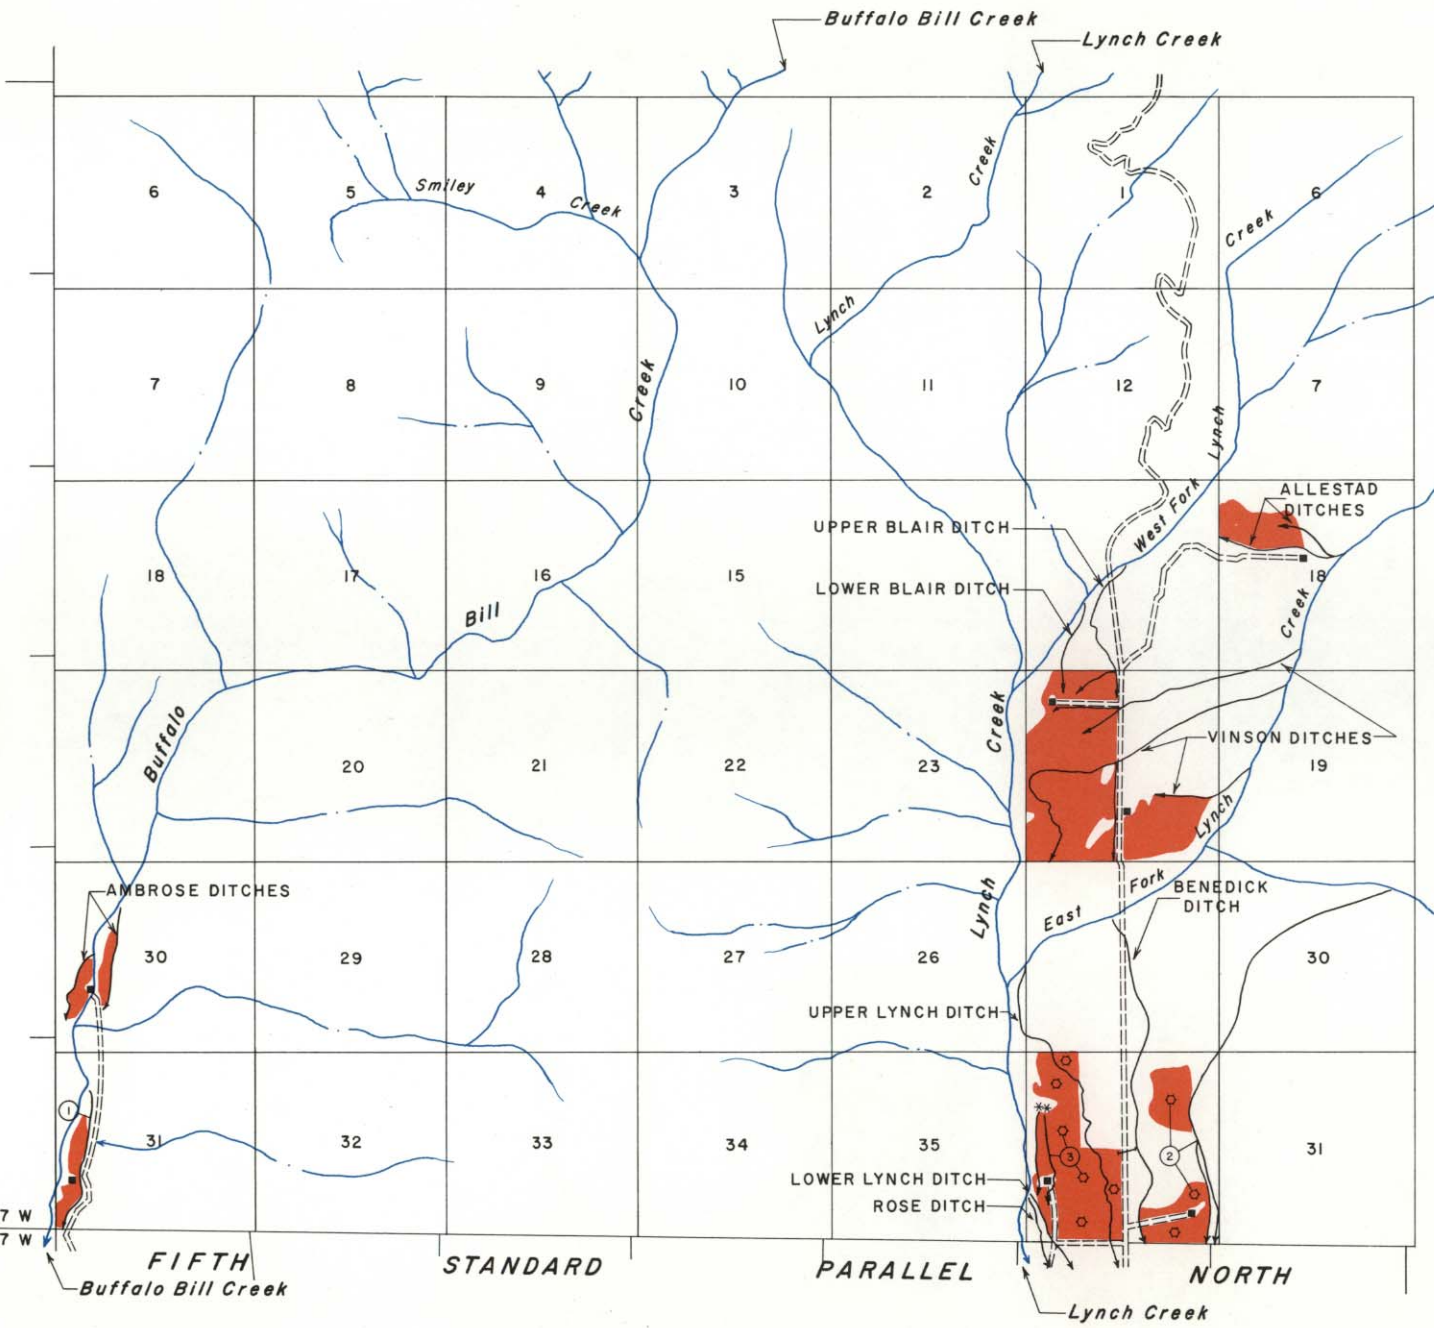 Buffalo Bill Creek
Lynch Creek
6
5
Smiley
4
Creek
3
2
Creek
1
Creek
6
Lynch
7
8
9
Creek
10
11
12
Lynch
7
ALLESTAD
DITCHES
UPPER BLAIR DITCH
West Fork
18
17
16
15
LOWER BLAIR DITCH
18
Creek
Bill
Buffalo
Creek
20
21
22
23
VINSON DITCHES
19
Lynch
AMBROSE DITCHES
Lynch
East
Fork
BENEDICK
DITCH
30
29
28
27
26
30
UPPER LYNCH DITCH
1
31
32
33
34
35
3
2
31
LOWER LYNCH DITCH
ROSE DITCH
7 W
7 W
FIFTH
STANDARD
PARALLEL
NORTH
Buffalo Bill Creek
Lynch Creek